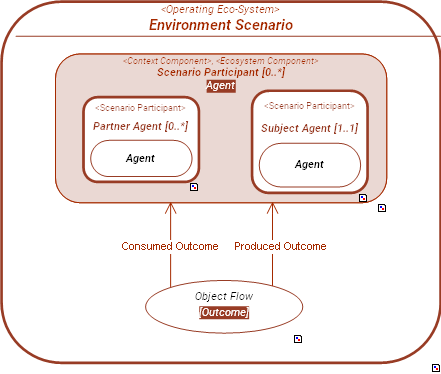 <Operating Eco-System>
Environment Scenario
<Context Component>, <Ecosystem Component>
Scenario Participant [0..*]
Agent
<Scenario Participant>
Partner Agent [0..*]
Agent
<Scenario Participant>
Subject Agent [1..1]
Agent
Consumed Outcome
Produced Outcome
Object Flow
[Outcome]